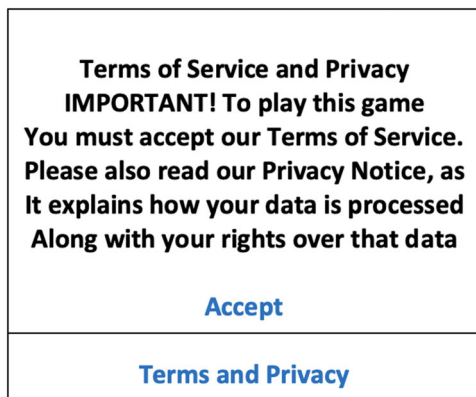 Terms of Service and Privacy
IMPORTANT! To play this game
You must accept our Terms of Service.
Please also read our Privacy Notice, as
It explains how your data is processed
Along with your rights over that data
Accept
Terms and Privacy